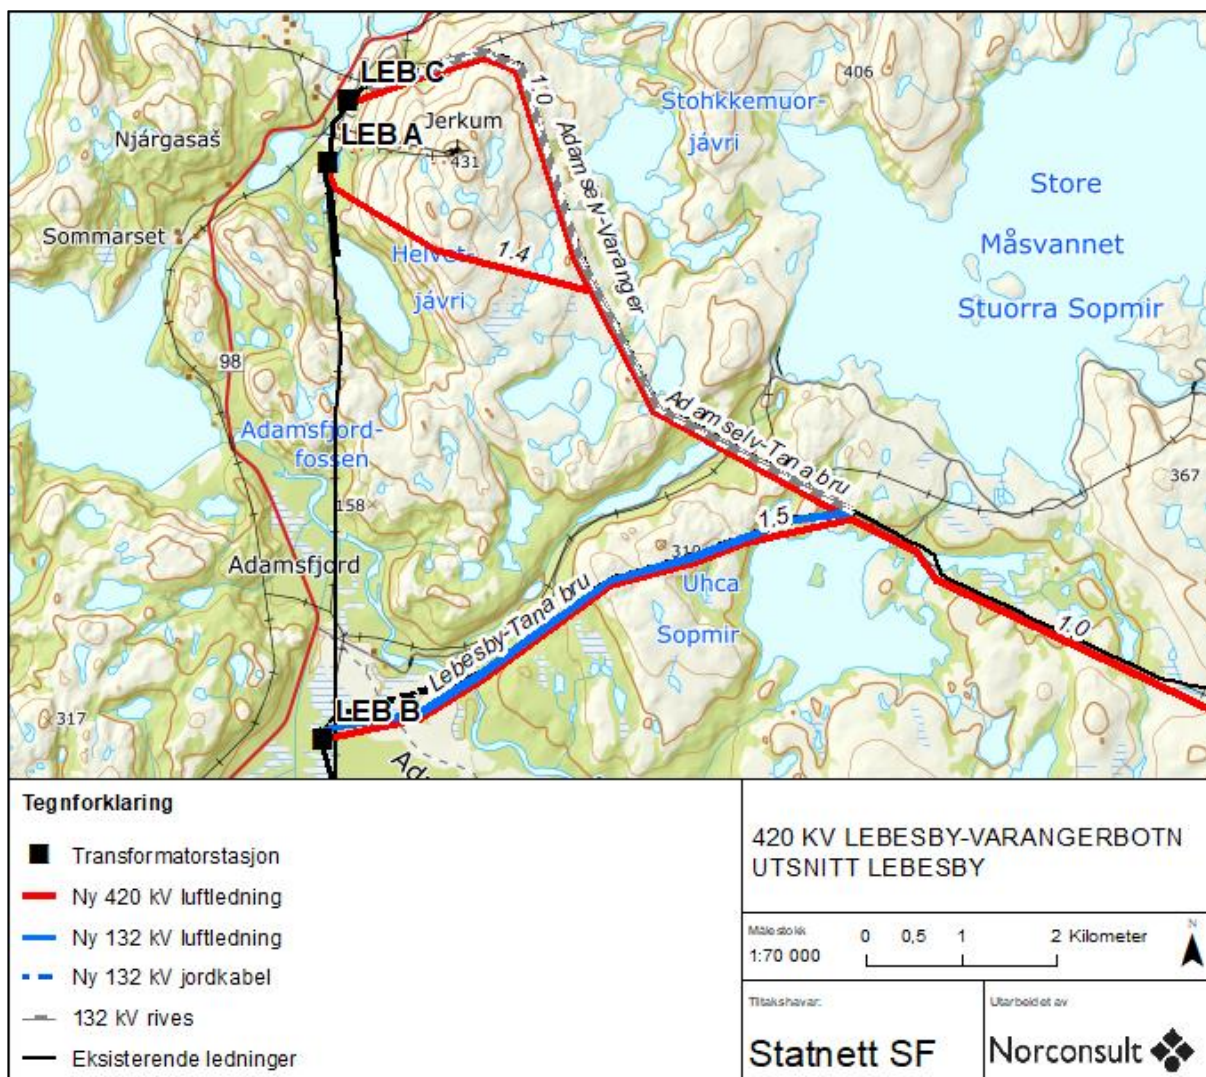 LEB C
406
Stohkkemuor-
jávri
Jerkum
1.0
LEB A
Njárgasaš
431
Adamselv-Varanger
Store
Måsvannet
Stuorra Sopmir
Sommarset
Helvet-
jávri
1.4
98
Adamsfjord-
fossen
Adamselv-Tana bru
367
158
1.5
Adamsfjord
310
Uhca
Sopmir
Lebesby-Tana bru
1.0
LEB B
317
Tegnforklaring
Transformatorstasjon
Ny 420 kV luftledning
Ny 132 kV luftledning
Ny 132 kV jordkabel
132 kV rives
Eksisterende ledninger
420 KV LEBESBY-VARANGERBOTN
UTSNITT LEBESBY
Målestokk
1:70 000
0 0,5 1 2 Kilometer
N
Tiltakshavar:
Statnett SF
Utarbeidet av
Norconsult